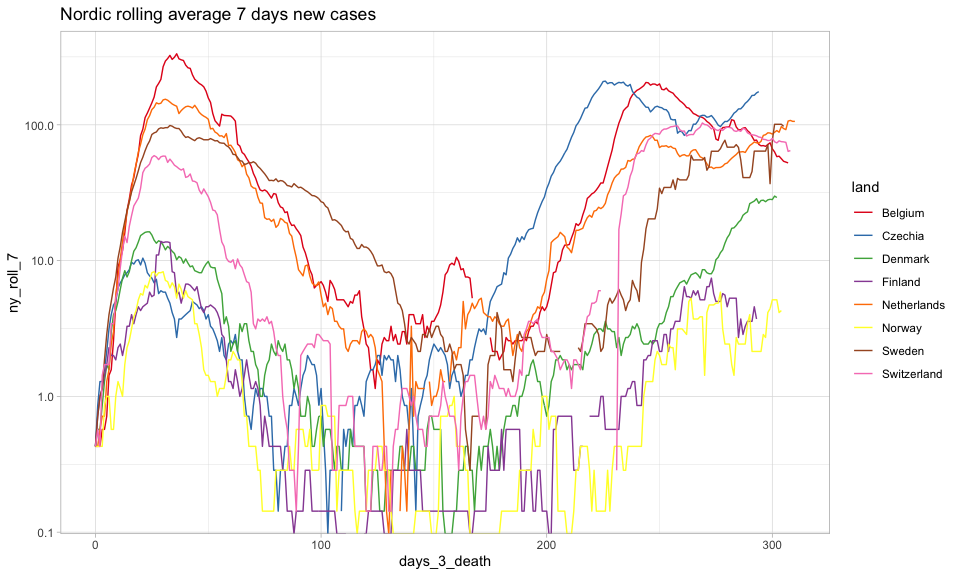 Nordic rolling average 7 days new cases
ny_roll_7
100.0
10.0
1.0
0.1
0
100
200
300
days_3_death
land
Belgium
Czechia
Denmark
Finland
Netherlands
Norway
Sweden
Switzerland